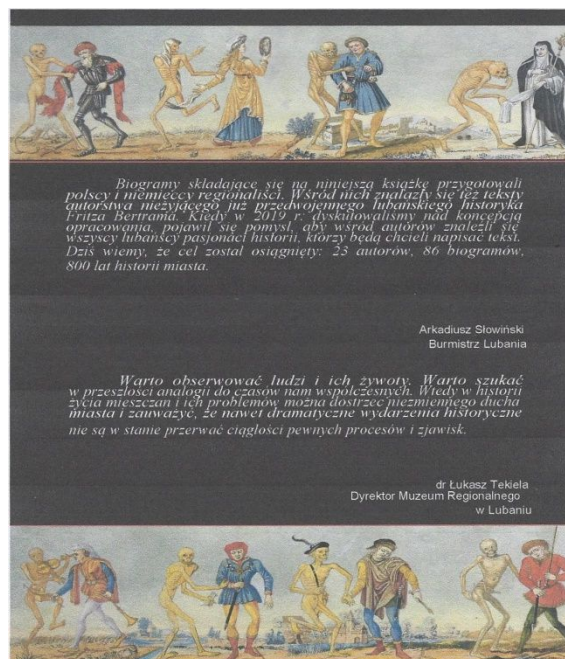 Biogramy składające się na niniejszą książkę przygotowali
polscy i niemieccy regionaliści. Wśród nich znalazły się też teksty
autorstwa nieżyjącego już przedwojennego lubańskiego historyka
Fritza Bertrama. Kiedy w 2019 r. dyskutowaliśmy nad koncepcją
opracowania, pojawił się pomysł, aby wśród autorów znaleźli się
wszyscy lubańscy pasjonaci historii, którzy będą chcieli napisać tekst.
Dziś wiemy, że cel został osiągnięty: 23 autorów, 86 biogramów,
800 lat historii miasta.
Arkadiusz Słowiński
Burmistrz Lubania
Warto obserwować ludzi i ich żywoty. Warto szukać
w przeszłości analogii do czasów nam współczesnych. Wtedy w historii
życia mieszczan i ich problemów można dostrzec niezmiennego ducha
miasta i zauważyć, że nawet dramatyczne wydarzenia historyczne
nie są w stanie przerwać ciągłości pewnych procesów i zjawisk.
dr Łukasz Tekiela
Dyrektor Muzeum Regionalnego
w Lubaniu